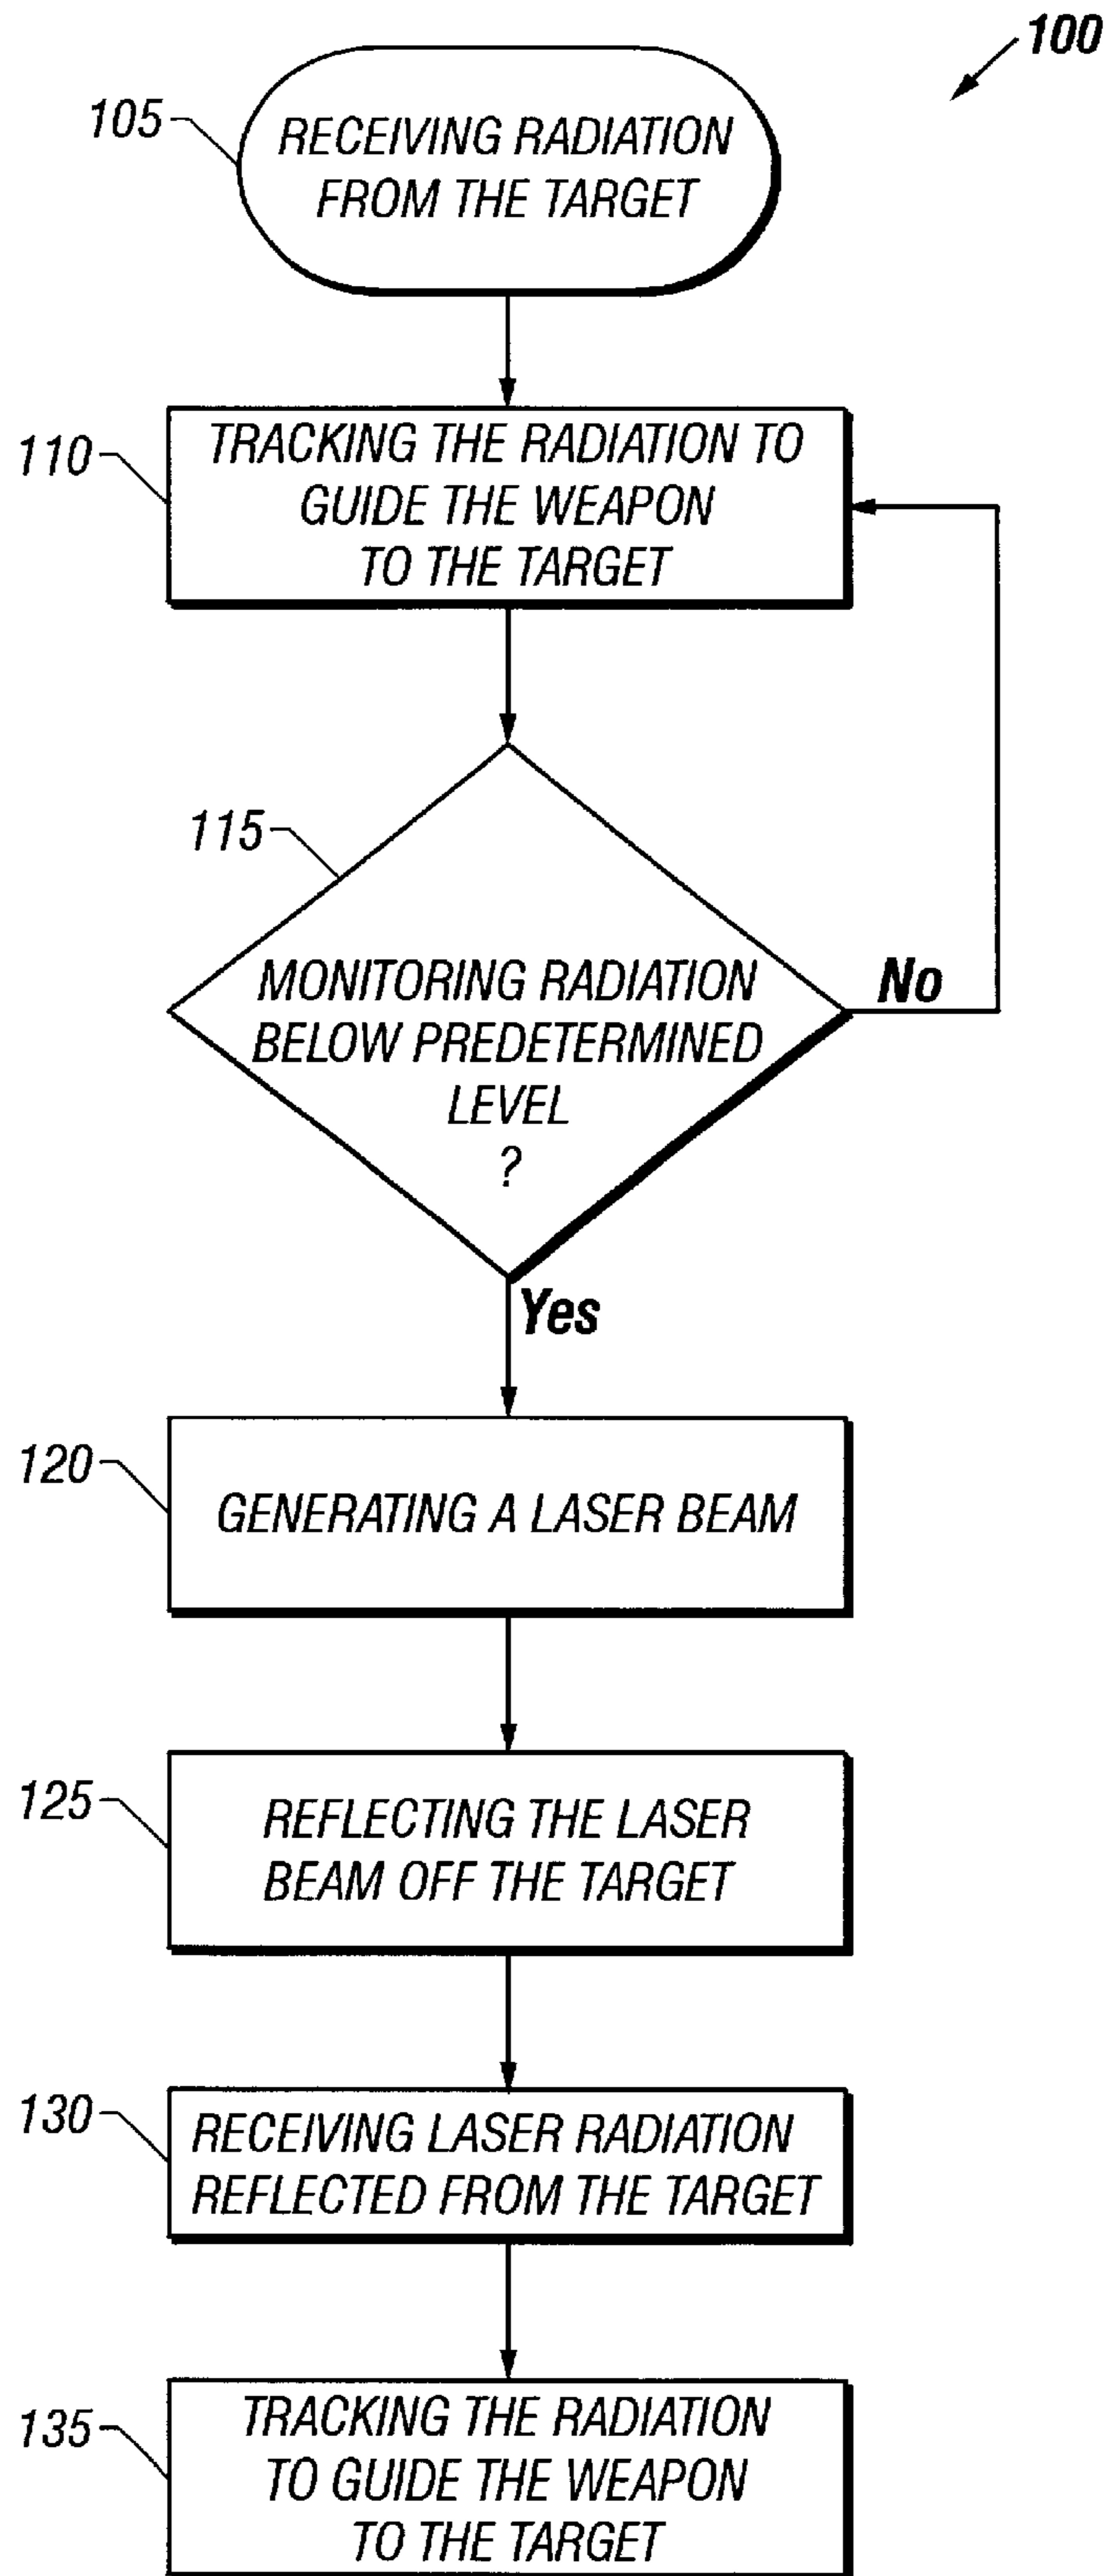 100
105
RECEIVING RADIATION
FROM THE TARGET
110
TRACKING THE RADIATION TO
GUIDE THE WEAPON
TO THE TARGET
115
MONITORING RADIATION
BELOW PREDETERMINED
LEVEL
?
No
Yes
120
GENERATING A LASER BEAM
125
REFLECTING THE LASER
BEAM OFF THE TARGET
130
RECEIVING LASER RADIATION
REFLECTED FROM THE TARGET
135
TRACKING THE RADIATION
TO GUIDE THE WEAPON
TO THE TARGET